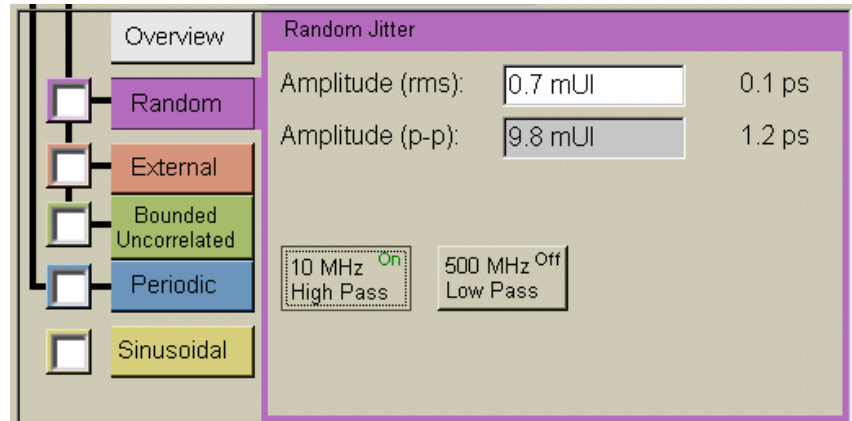 Overview
Random
External
Bounded
Uncorrelated
Periodic
Sinusoidal
Random Jitter
Amplitude (rms): 0.7 mUI 0.1 ps
Amplitude (p-p): 9.8 mUI 1.2 ps
10 MHz On
High Pass
500 MHz Off
Low Pass